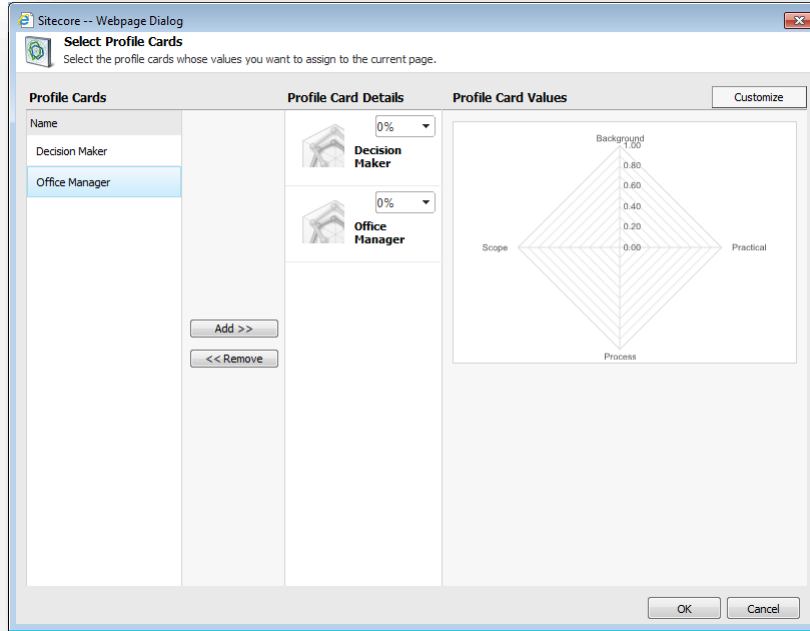 Sitecore -- Webpage Dialog
Select Profile Cards
Select the profile cards whose values you want to assign to the current page.
Profile Cards
Profile Card Details
Profile Card Values
Customize
Name
Decision Maker
Office Manager
Add >>
<< Remove
0%
Decision
Maker
0%
Office
Manager
Background
1.00
0.80
0.60
0.40
0.20
0.00
Scope
Practical
Process
OK
Cancel